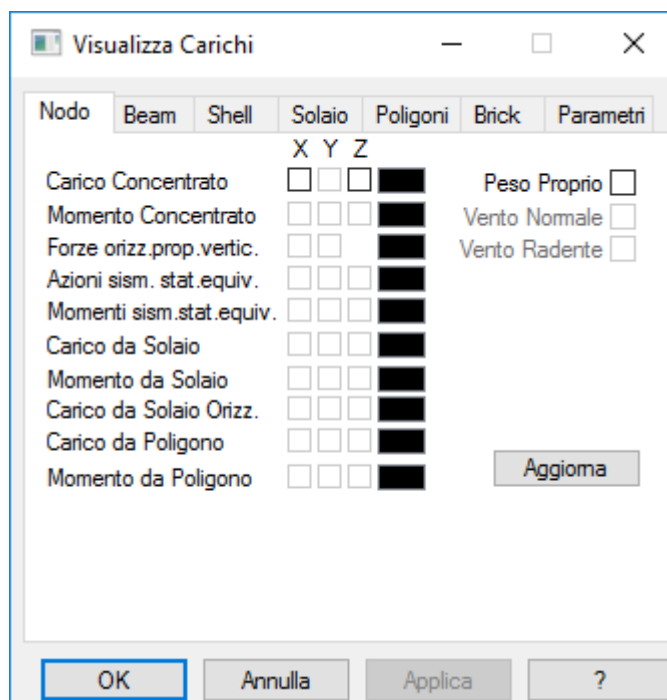 Visualizza Carichi
Nodo Beam Shell Solaio Poligoni Brick Parametri
X Y Z
Carico Concentrato Peso Proprio
Momento Concentrato Vento Normale
Forze orizz.prop.vertic. Vento Radente
Azioni sism. stat.equiv.
Momenti sism.stat.equiv.
Carico da Solaio
Momento da Solaio
Carico da Solaio Orizz.
Carico da Poligono
Momento da Poligono Aggiorna
OK Annulla Applica ?